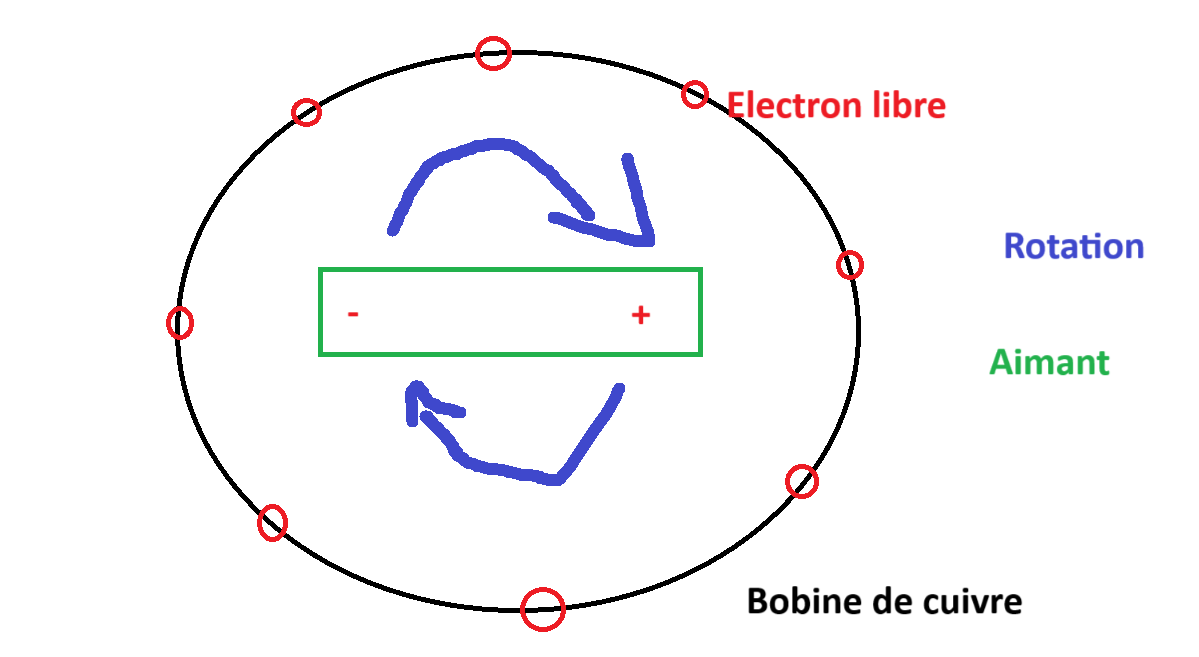 Electron libre
Rotation
- +
Aimant
Bobine de cuivre